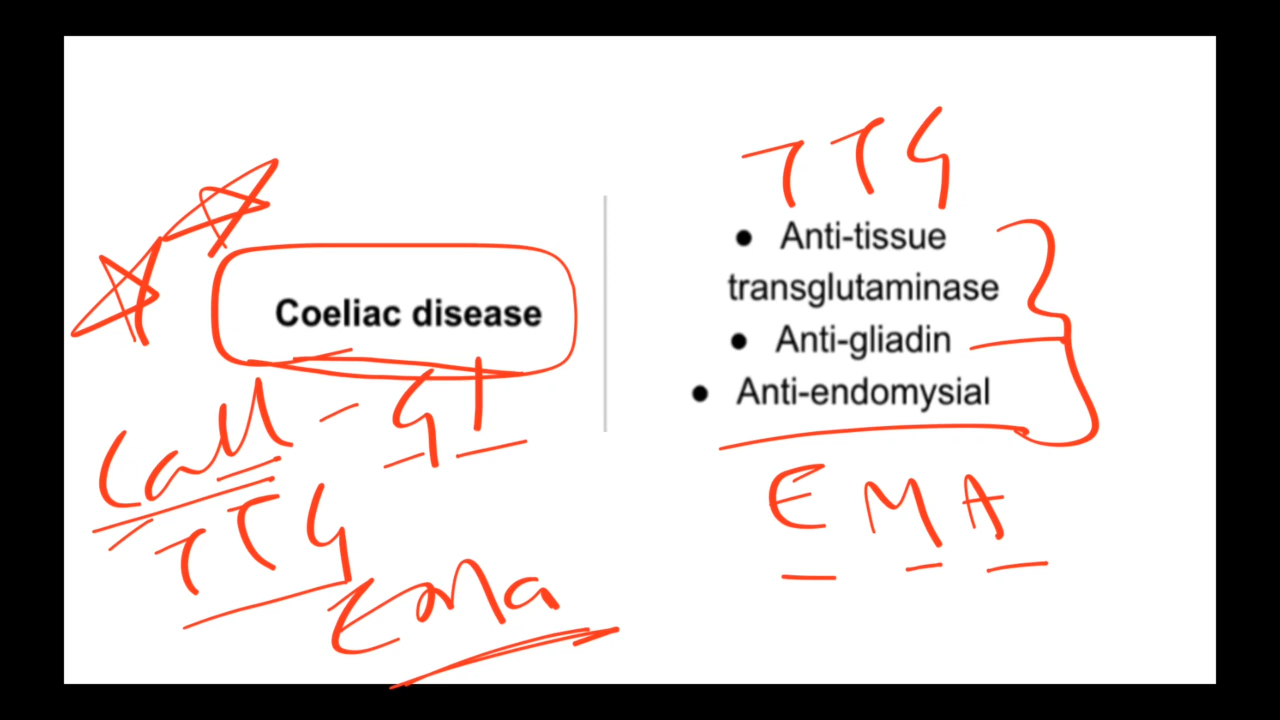 Coeliac disease
Call - GI
TTG
EMA
TTG
● Anti-tissue
transglutaminase
● Anti-gliadin
● Anti-endomysial
EMA